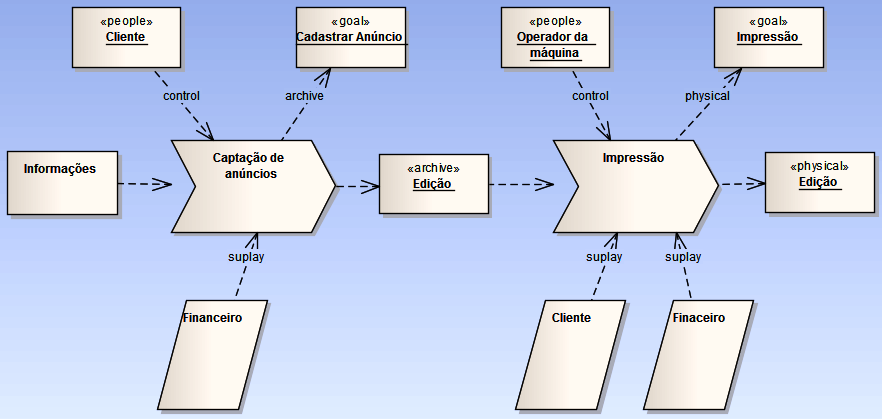 «people»
Cliente
«goal»
Cadastrar Anúncio
«people»
Operador da
máquina
«goal»
Impressão
control
archive
control
physical
Informações
Captação de
anúncios
«archive»
Edição
Impressão
«physical»
Edição
suplay
suplay
suplay
Financeiro
Cliente
Finaceiro